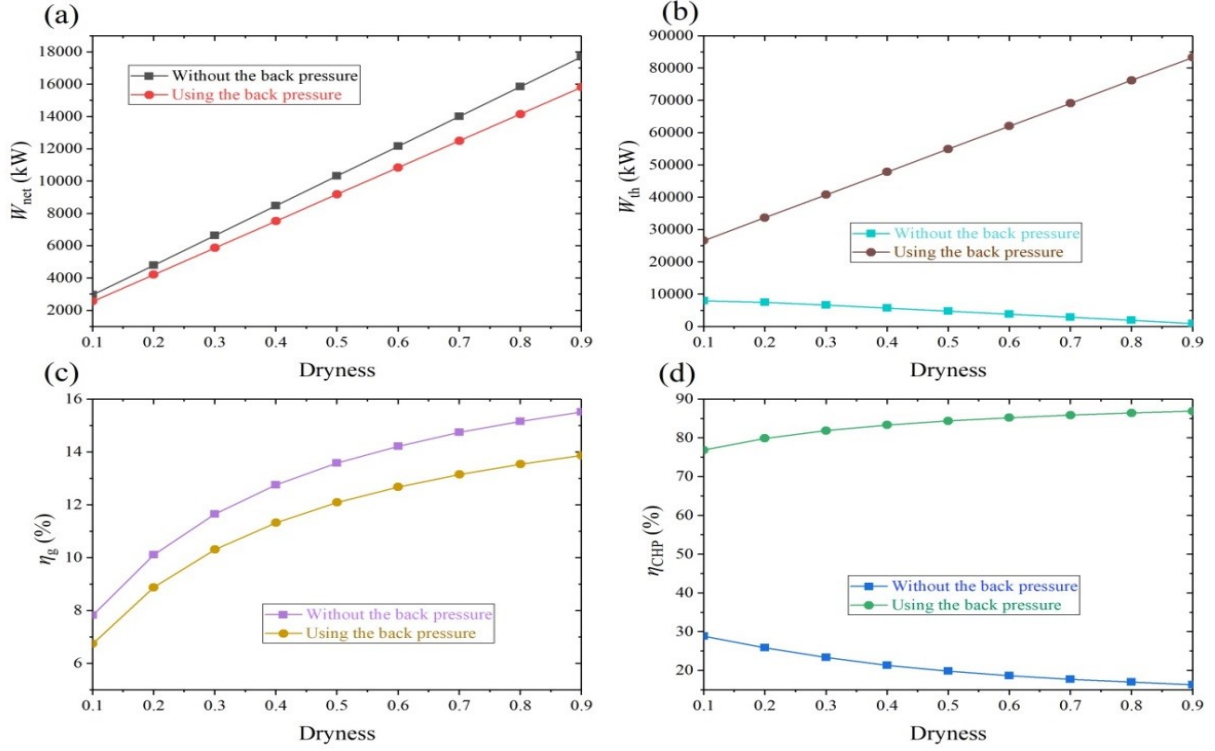 (a)
18000
16000
14000
12000
10000
8000
6000
4000
2000
W_net (kW)
Without the back pressure
Using the back pressure
0.1 0.2 0.3 0.4 0.5 0.6 0.7 0.8 0.9
Dryness
(b)
90000
80000
70000
60000
50000
40000
30000
20000
10000
0
W_th (kW)
Without the back pressure
Using the back pressure
0.1 0.2 0.3 0.4 0.5 0.6 0.7 0.8 0.9
Dryness
(c)
16
14
12
10
8
6
η_g (%)
Without the back pressure
Using the back pressure
0.1 0.2 0.3 0.4 0.5 0.6 0.7 0.8 0.9
Dryness
(d)
90
80
70
60
50
40
30
20
η_CHP (%)
Without the back pressure
Using the back pressure
0.1 0.2 0.3 0.4 0.5 0.6 0.7 0.8 0.9
Dryness